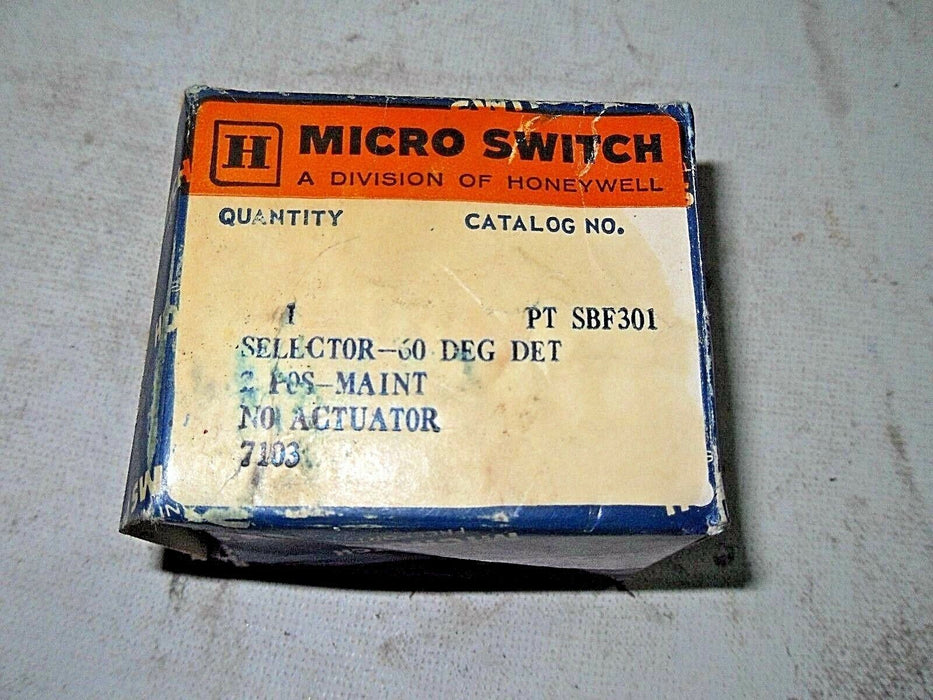 H MICRO SWITCH
A DIVISION OF HONEYWELL
QUANTITY CATALOG NO.
1 PT SBF301
SELECTOR-60 DEG DET
2 POS-MAINT
NO ACTUATOR
7103